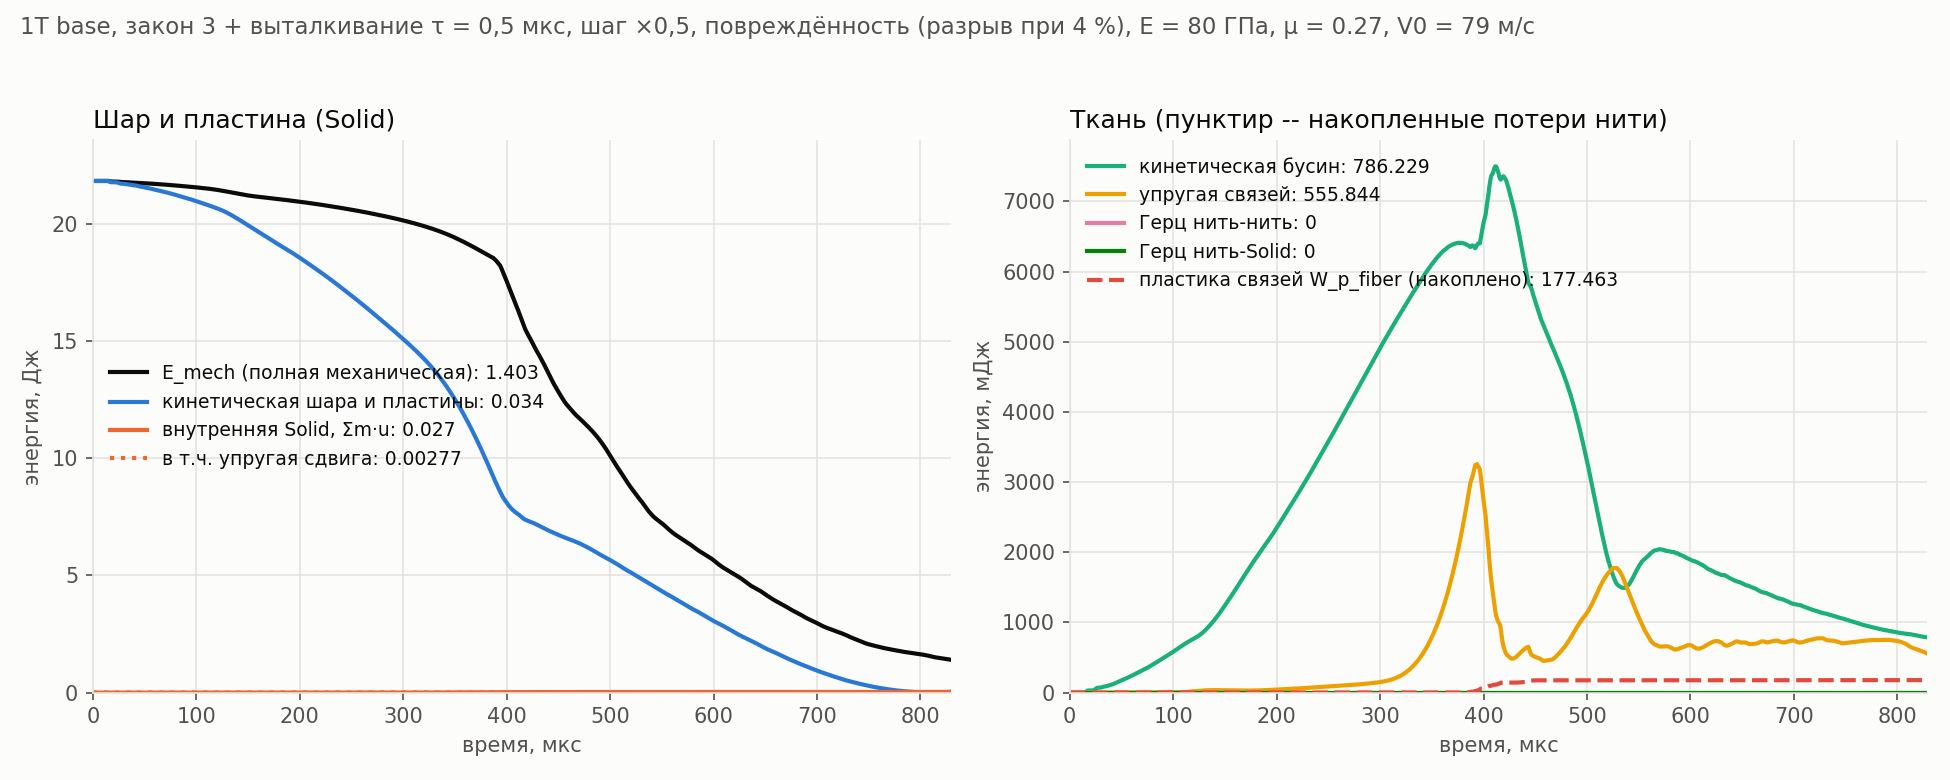 1T base, закон 3 + выталкивание τ = 0,5 мкс, шаг ×0,5, повреждённость (разрыв при 4 %), E = 80 ГПа, μ = 0.27, V0 = 79 м/с
Шар и пластина (Solid)
энергия, Дж
20
15
10
5
0
E_mech (полная механическая): 1.403
кинетическая шара и пластины: 0.034
внутренняя Solid, Σm·u: 0.027
в т.ч. упругая сдвига: 0.00277
0 100 200 300 400 500 600 700 800
время, мкс
Ткань (пунктир -- накопленные потери нити)
энергия, мДж
7000
6000
5000
4000
3000
2000
1000
0
кинетическая бусин: 786.229
упругая связей: 555.844
Герц нить-нить: 0
Герц нить-Solid: 0
пластика связей W_p_fiber (накоплено): 177.463
0 100 200 300 400 500 600 700 800
время, мкс